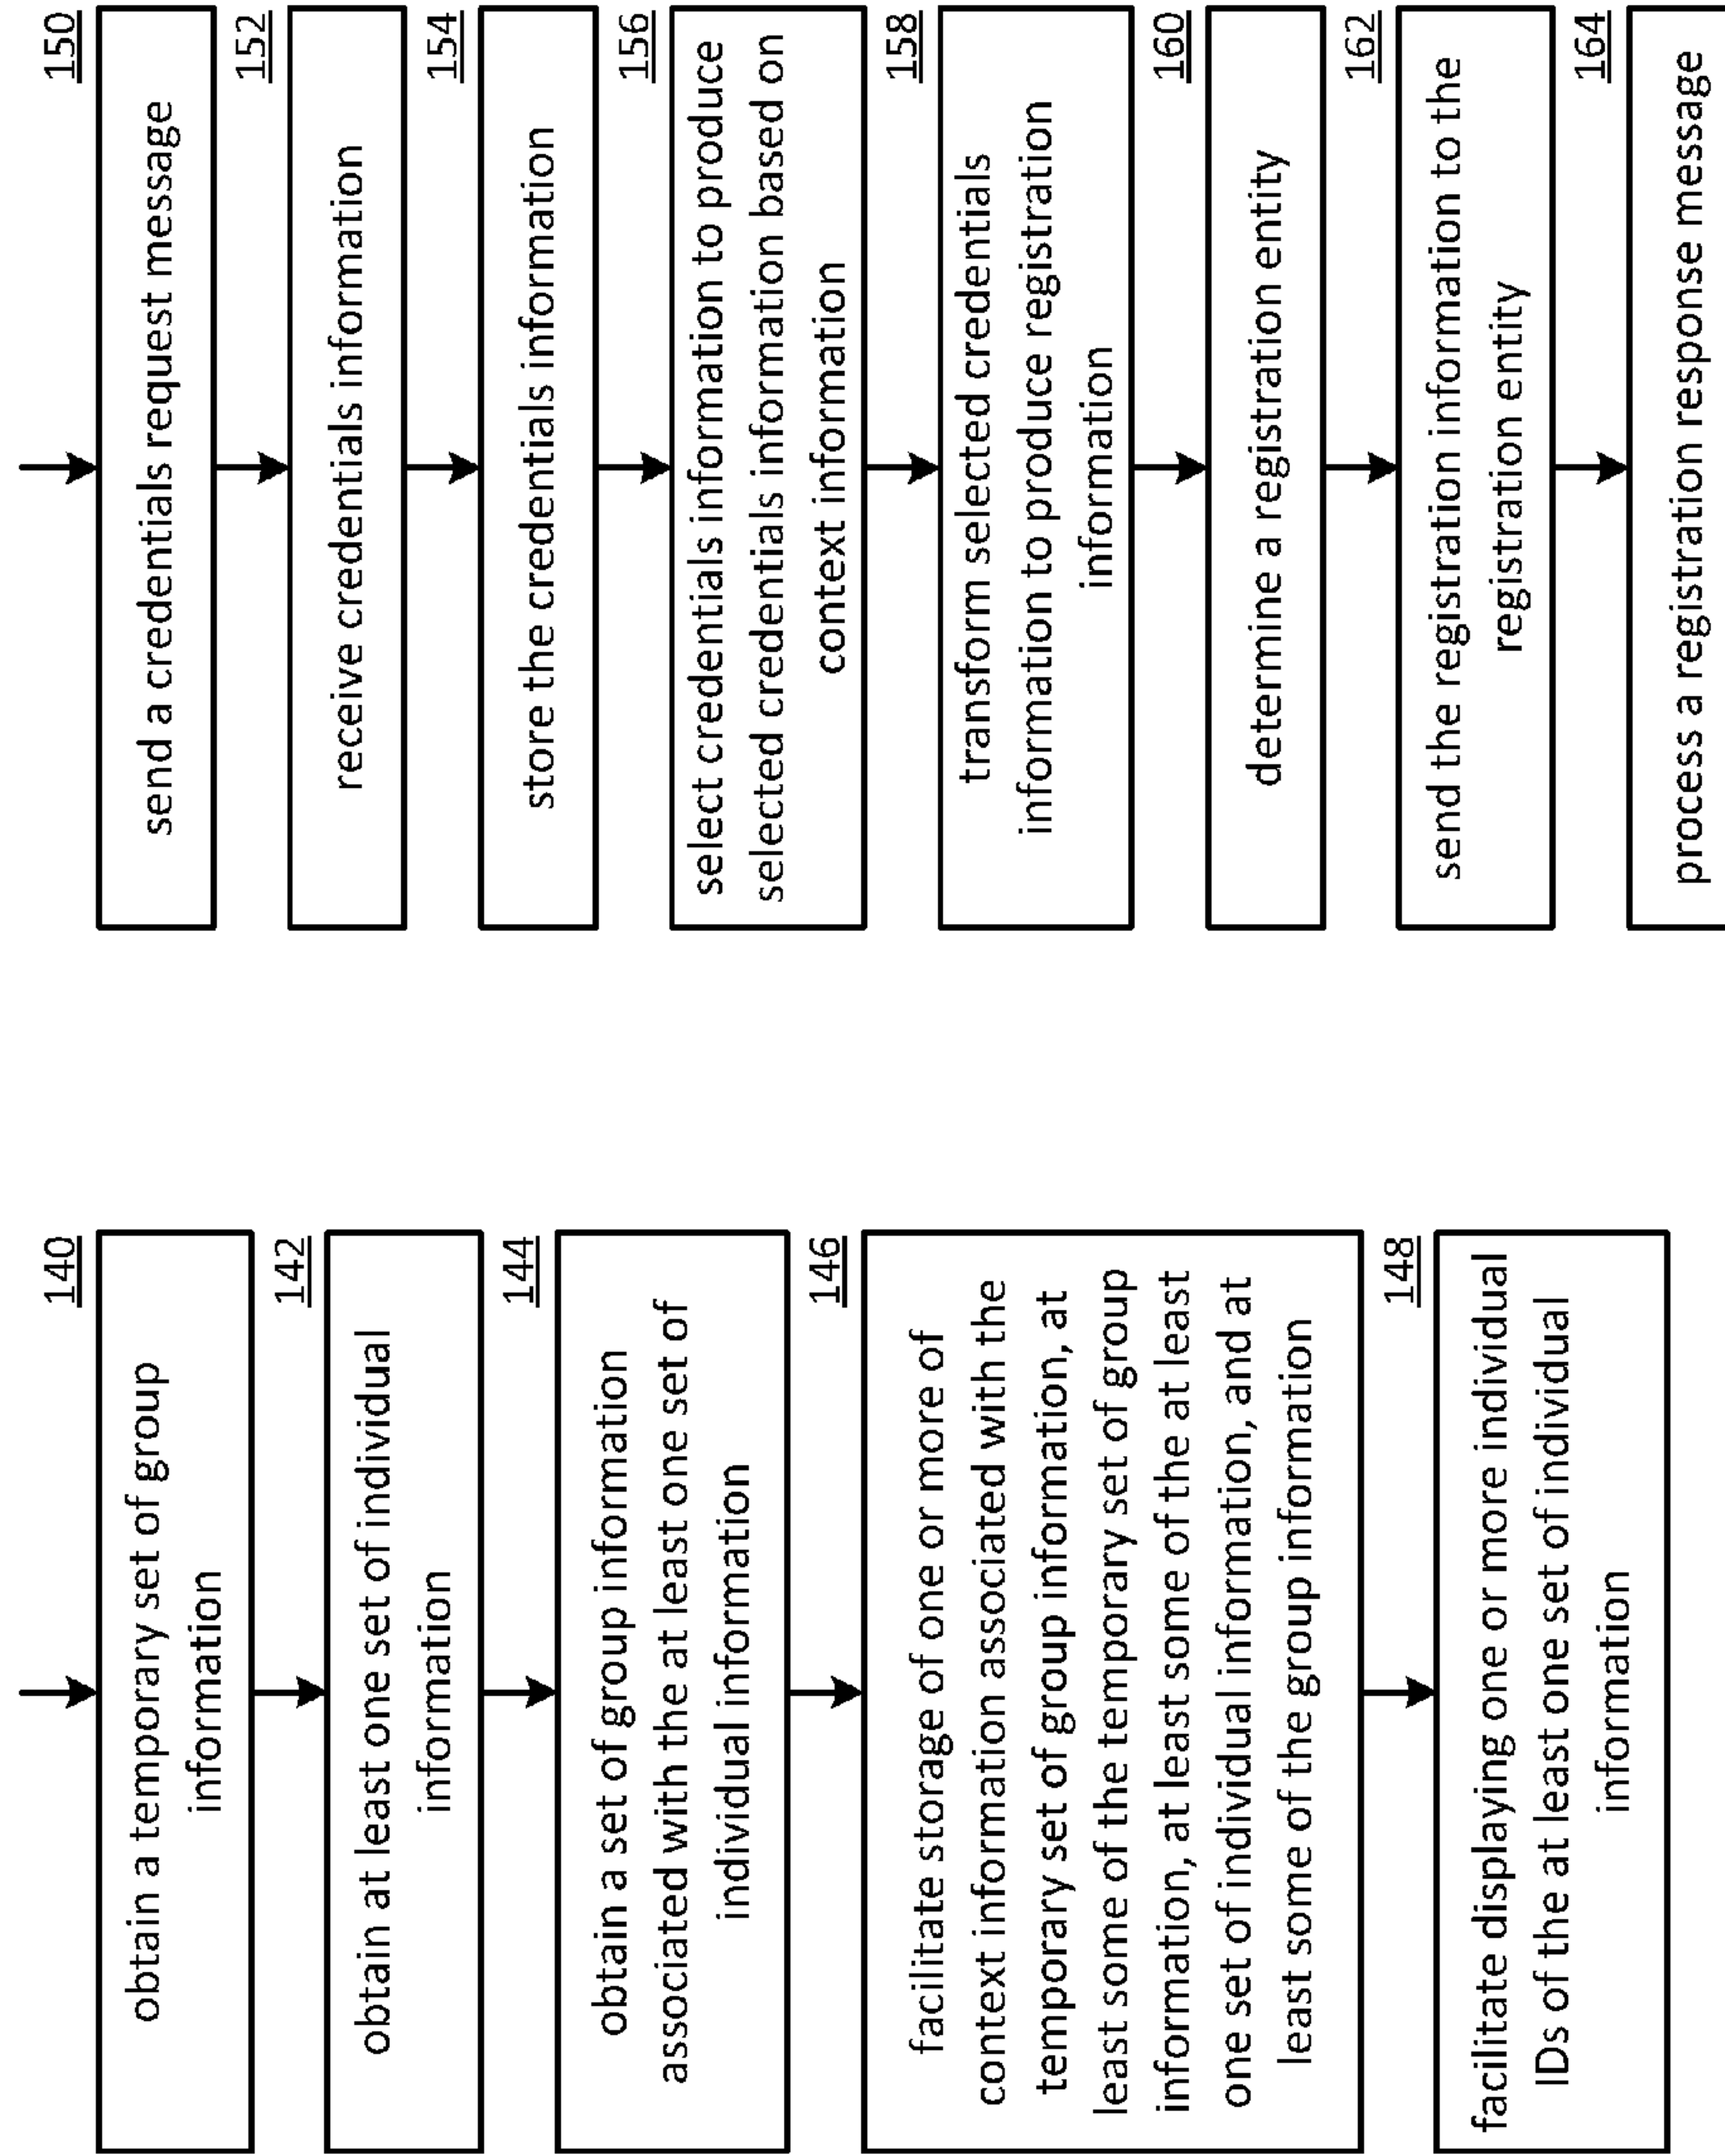 140
obtain a temporary set of group
information
142
obtain at least one set of individual
information
144
obtain a set of group information
associated with the at least one set of
individual information
146
facilitate storage of one or more of
context information associated with the
temporary set of group information, at
least some of the temporary set of group
information, at least some of the at least
one set of individual information, and at
least some of the group information
148
facilitate displaying one or more individual
IDs of the at least one set of individual
information
150
send a credentials request message
152
receive credentials information
154
store the credentials information
156
select credentials information to produce
selected credentials information based on
context information
158
transform selected credentials
information to produce registration
information
160
determine a registration entity
162
send the registration information to the
registration entity
164
process a registration response message